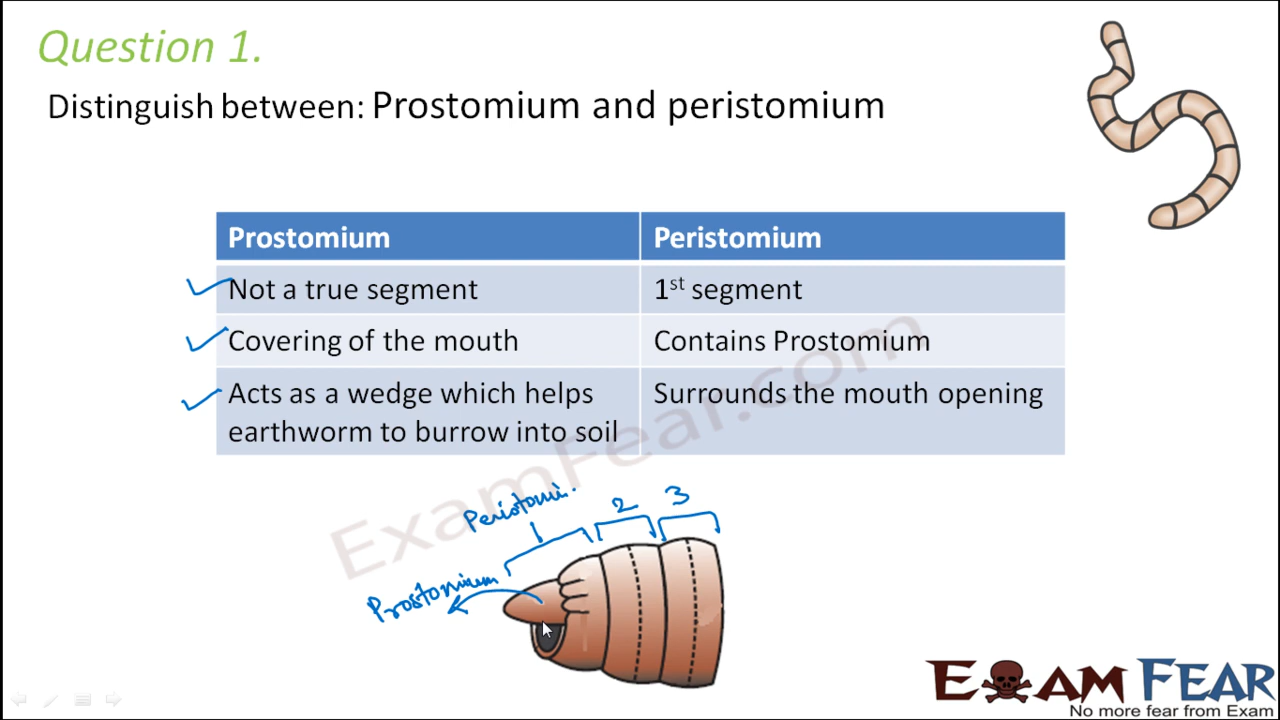 Question 1.
Distinguish between: Prostomium and peristomium
Prostomium Peristomium
Not a true segment 1st segment
Covering of the mouth Contains Prostomium
Acts as a wedge which helps Surrounds the mouth opening
earthworm to burrow into soil
ExamFear.com
Peristomi.
1 2 3
Prostomium
EXAM FEAR
No more fear from Exam